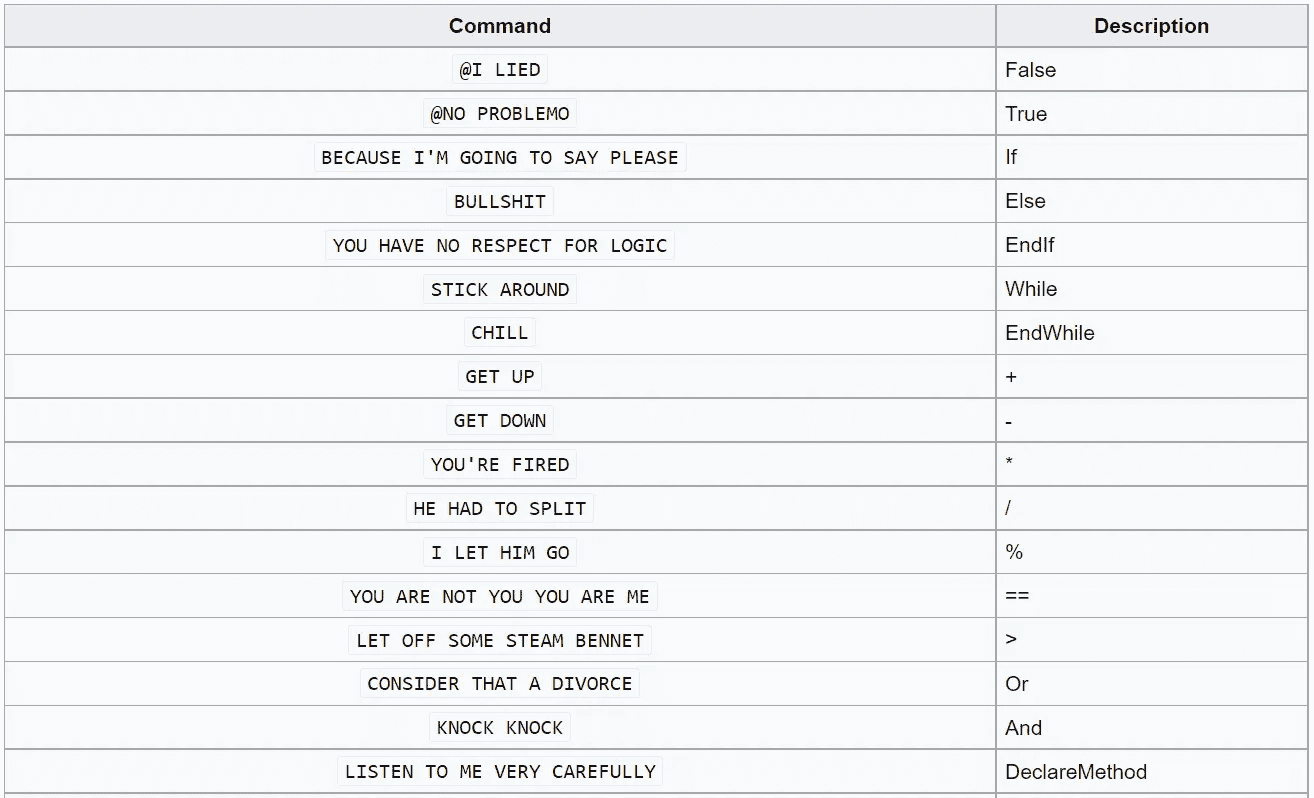 Command Description
@I LIED False
@NO PROBLEMO True
BECAUSE I'M GOING TO SAY PLEASE If
BULLSHIT Else
YOU HAVE NO RESPECT FOR LOGIC EndIf
STICK AROUND While
CHILL EndWhile
GET UP +
GET DOWN -
YOU'RE FIRED *
HE HAD TO SPLIT /
I LET HIM GO %
YOU ARE NOT YOU YOU ARE ME ==
LET OFF SOME STEAM BENNET >
CONSIDER THAT A DIVORCE Or
KNOCK KNOCK And
LISTEN TO ME VERY CAREFULLY DeclareMethod